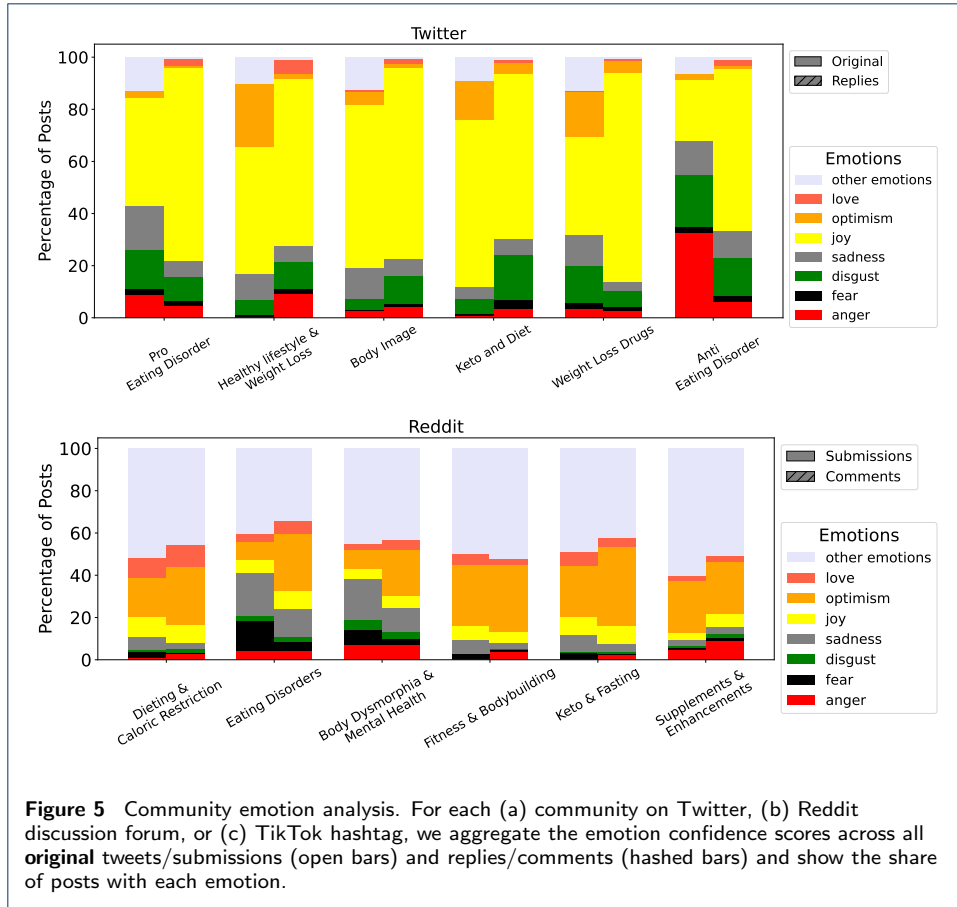 Twitter
100
80
60
40
20
0
Percentage of Posts
Pro
Eating Disorder
Healthy lifestyle &
Weight Loss
Body Image
Keto and Diet
Weight Loss Drugs
Anti
Eating Disorder
Original
Replies
Emotions
other emotions
love
optimism
joy
sadness
disgust
fear
anger
Reddit
100
80
60
40
20
0
Percentage of Posts
Dieting &
Caloric Restriction
Eating Disorders
Body Dysmorphia &
Mental Health
Fitness & Bodybuilding
Keto & Fasting
Supplements &
Enhancements
Submissions
Comments
Emotions
other emotions
love
optimism
joy
sadness
disgust
fear
anger
Figure 5 Community emotion analysis. For each (a) community on Twitter, (b) Reddit
discussion forum, or (c) TikTok hashtag, we aggregate the emotion confidence scores across all
original tweets/submissions (open bars) and replies/comments (hashed bars) and show the share
of posts with each emotion.